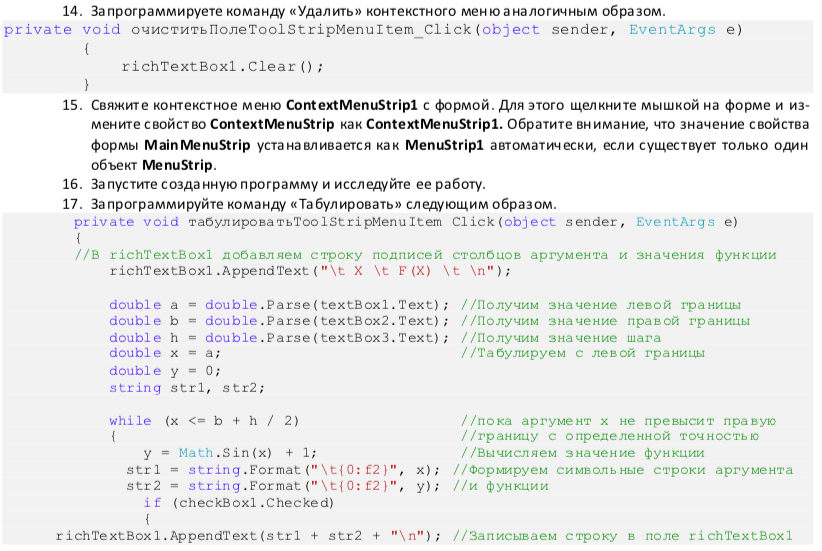 14. Запрограммируете команду «Удалить» контекстного меню аналогичным образом.
private void очиститьПолеToolStripMenuItem_Click(object sender, EventArgs e)
{
richTextBox1.Clear();
}
15. Свяжите контекстное меню ContextMenuStrip1 с формой. Для этого щелкните мышкой на форме и из-
мените свойство ContextMenuStrip как ContextMenuStrip1. Обратите внимание, что значение свойства
формы MainMenuStrip устанавливается как MenuStrip1 автоматически, если существует только один
объект MenuStrip.
16. Запустите созданную программу и исследуйте ее работу.
17. Запрограммируйте команду «Табулировать» следующим образом.
private void табулироватьToolStripMenuItem Click(object sender, EventArgs e)
{
//В richTextBox1 добавляем строку подписей столбцов аргумента и значения функции
richTextBox1.AppendText("\t X \t F(X) \t \n");
double a = double.Parse(textBox1.Text); //Получим значение левой границы
double b = double.Parse(textBox2.Text); //Получим значение правой границы
double h = double.Parse(textBox3.Text); //Получим значение шага
double x = a; //Табулируем с левой границы
double y = 0;
string str1, str2;
while (x <= b + h / 2) //пока аргумент x не превысит правую
{ //границу с определенной точностью
y = Math.Sin(x) + 1; //Вычисляем значение функции
str1 = string.Format("\t{0:f2}", x); //Формируем символьные строки аргумента
str2 = string.Format("\t{0:f2}", y); //и функции
if (checkBox1.Checked)
{
richTextBox1.AppendText(str1 + str2 + "\n"); //Записываем строку в поле richTextBox1